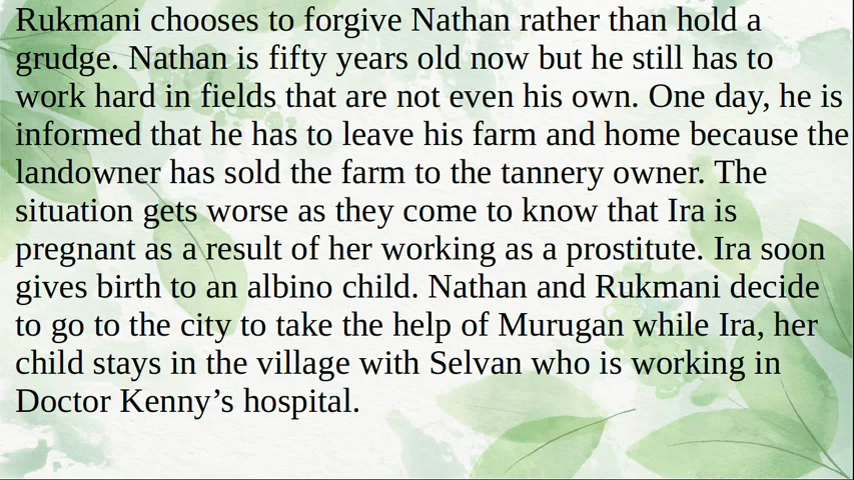 Rukmani chooses to forgive Nathan rather than hold a
grudge. Nathan is fifty years old now but he still has to
work hard in fields that are not even his own. One day, he is
informed that he has to leave his farm and home because the
landowner has sold the farm to the tannery owner. The
situation gets worse as they come to know that Ira is
pregnant as a result of her working as a prostitute. Ira soon
gives birth to an albino child. Nathan and Rukmani decide
to go to the city to take the help of Murugan while Ira, her
child stays in the village with Selvan who is working in
Doctor Kenny’s hospital.